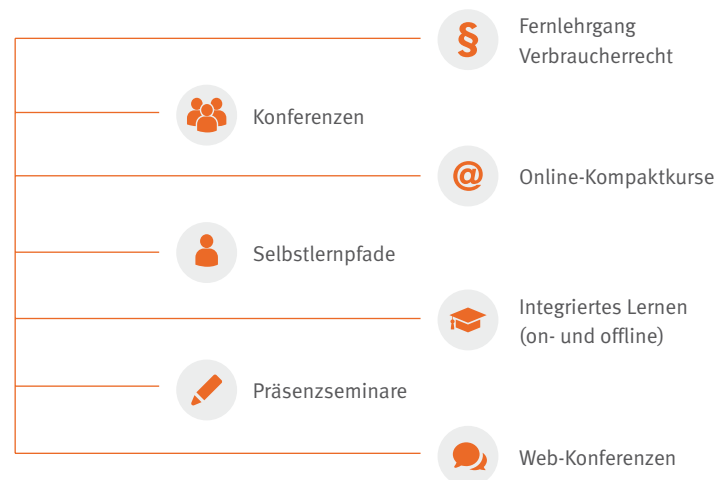 §
Fernlehrgang
Verbraucherrecht
Konferenzen
@
Online-Kompaktkurse
Selbstlernpfade
Integriertes Lernen
(on- und offline)
Präsenzseminare
Web-Konferenzen